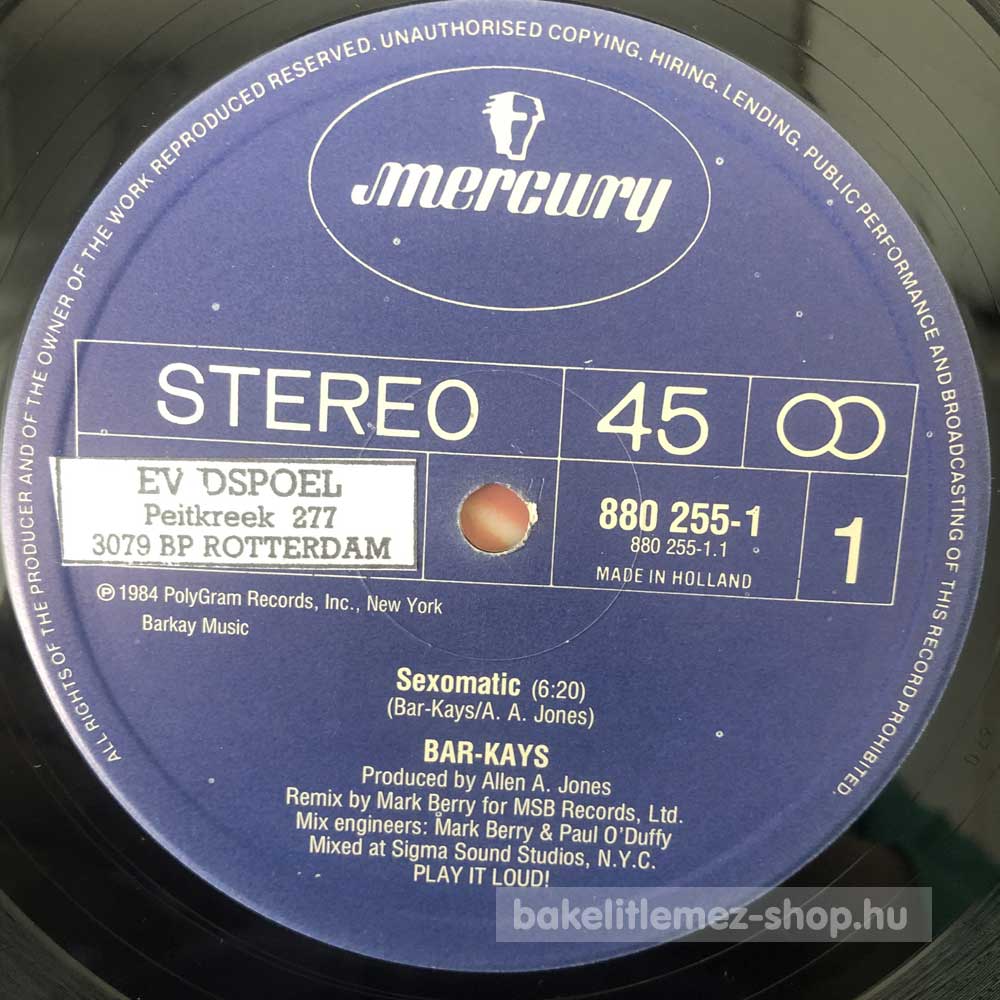 ALL RIGHTS OF THE PRODUCER AND OF THE OWNER OF THE WORK REPRODUCED RESERVED. UNAUTHORISED COPYING, HIRING, LENDING, PUBLIC PERFORMANCE AND BROADCASTING OF THIS RECORD PROHIBITED.
mercury
STEREO
45
EV DSPOEL
Peitkreek 277
3079 BP ROTTERDAM
880 255-1
880 255-1.1
MADE IN HOLLAND
1
℗ 1984 PolyGram Records, Inc., New York
Barkay Music
Sexomatic (6:20)
(Bar-Kays/A. A. Jones)
BAR-KAYS
Produced by Allen A. Jones
Remix by Mark Berry for MSB Records, Ltd.
Mix engineers: Mark Berry & Paul O'Duffy
Mixed at Sigma Sound Studios, N.Y.C.
PLAY IT LOUD!
bakelitlemez-shop.hu